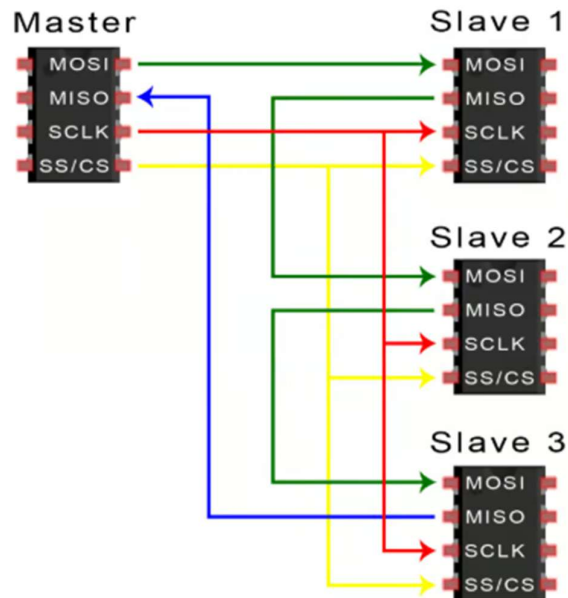 Master
MOSI
MISO
SCLK
SS/CS
Slave 1
MOSI
MISO
SCLK
SS/CS
Slave 2
MOSI
MISO
SCLK
SS/CS
Slave 3
MOSI
MISO
SCLK
SS/CS